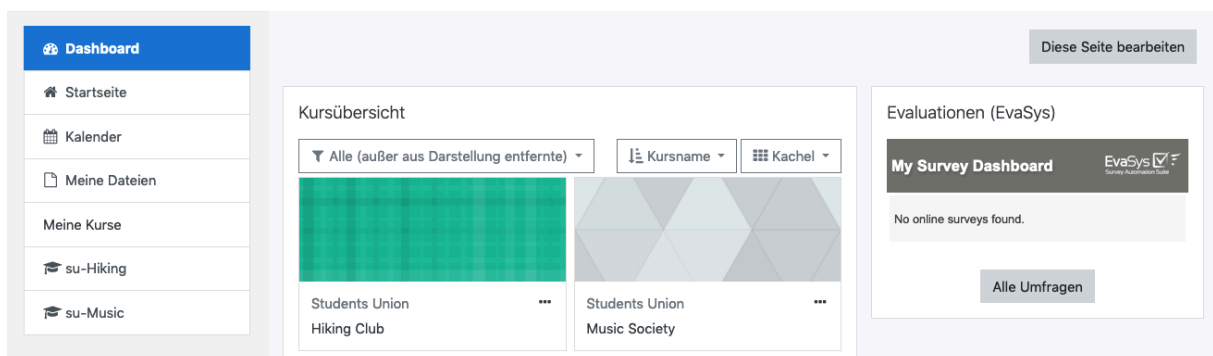 Dashboard
Startseite
Kalender
Meine Dateien
Meine Kurse
su-Hiking
su-Music
Diese Seite bearbeiten
Kursübersicht
Alle (außer aus Darstellung entfernte)
Kursname
Kachel
Students Union
Hiking Club
Students Union
Music Society
Evaluationen (EvaSys)
My Survey Dashboard
EvaSys
Survey Automation Suite
No online surveys found.
Alle Umfragen